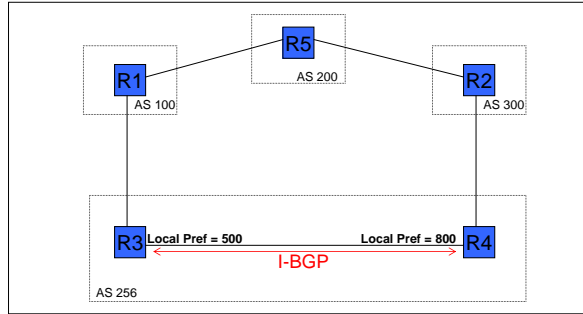 R5
AS 200
R1
AS 100
R2
AS 300
Local Pref = 500
Local Pref = 800
R3
R4
I-BGP
AS 256